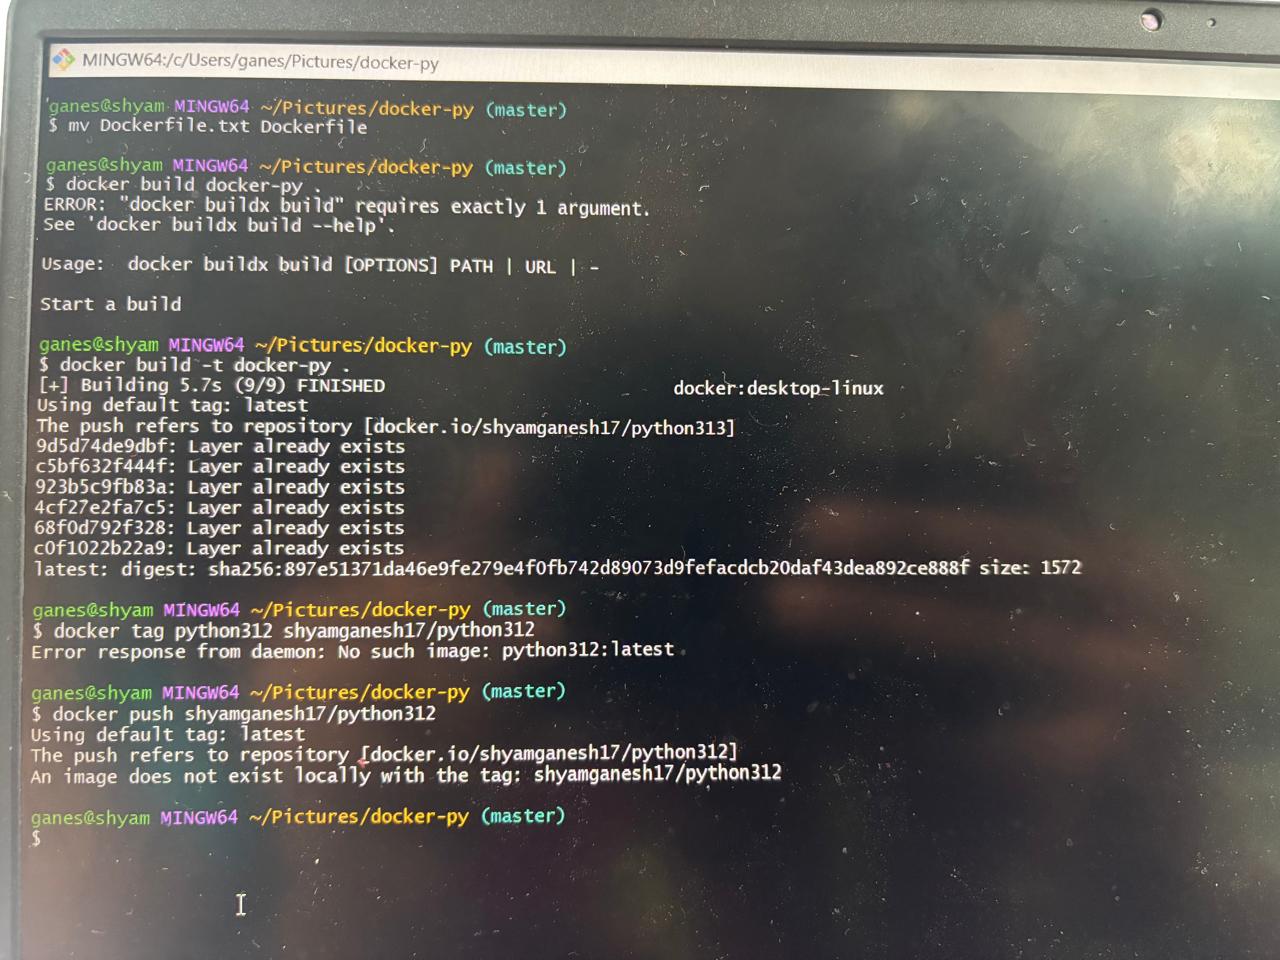 MINGW64:/c/Users/ganes/Pictures/docker-py
ganes@shyam MINGW64 ~/Pictures/docker-py (master)
$ mv Dockerfile.txt Dockerfile
ganes@shyam MINGW64 ~/Pictures/docker-py (master)
$ docker build docker-py .
ERROR: "docker buildx build" requires exactly 1 argument.
See 'docker buildx build --help'.
Usage:  docker buildx build [OPTIONS] PATH | URL | -
Start a build
ganes@shyam MINGW64 ~/Pictures/docker-py (master)
$ docker build -t docker-py .
[+] Building 5.7s (9/9) FINISHED docker:desktop-linux
Using default tag: latest
The push refers to repository [docker.io/shyamganesh17/python313]
9d5d74de9dbf: Layer already exists
c5bf632f444f: Layer already exists
923b5c9fb83a: Layer already exists
4cf27e2fa7c5: Layer already exists
68f0d792f328: Layer already exists
c0f1022b22a9: Layer already exists
latest: digest: sha256:897e51371da46e9fe279e4f0fb742d89073d9fefacdcb20daf43dea892ce888f size: 1572
ganes@shyam MINGW64 ~/Pictures/docker-py (master)
$ docker tag python312 shyamganesh17/python312
Error response from daemon: No such image: python312:latest
ganes@shyam MINGW64 ~/Pictures/docker-py (master)
$ docker push shyamganesh17/python312
Using default tag: latest
The push refers to repository [docker.io/shyamganesh17/python312]
An image does not exist locally with the tag: shyamganesh17/python312
ganes@shyam MINGW64 ~/Pictures/docker-py (master)
$